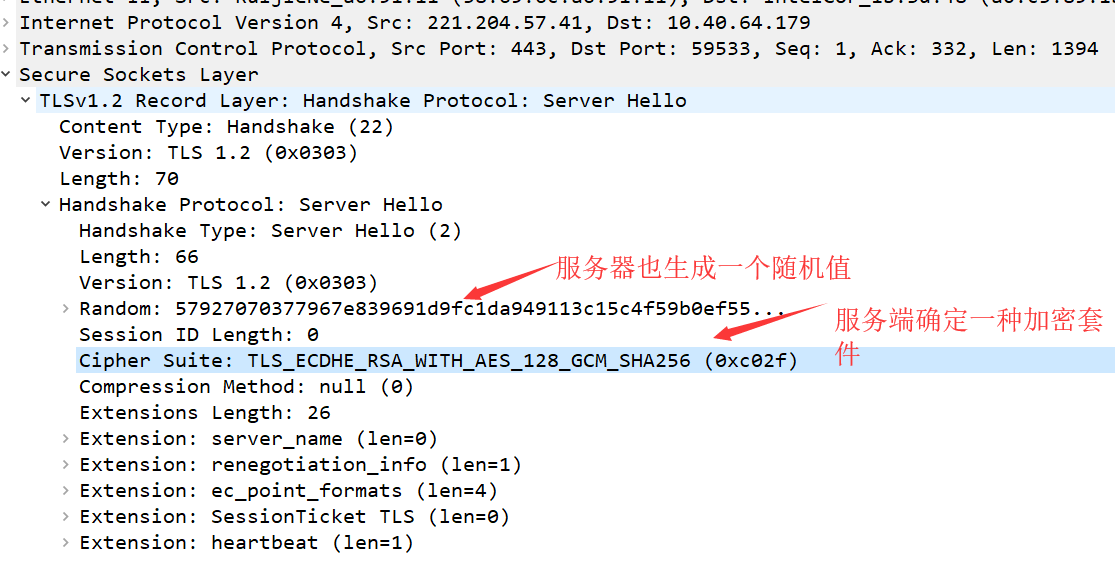 Internet Protocol Version 4, Src: 221.204.57.41, Dst: 10.40.64.179
Transmission Control Protocol, Src Port: 443, Dst Port: 59533, Seq: 1, Ack: 332, Len: 1394
Secure Sockets Layer
TLSv1.2 Record Layer: Handshake Protocol: Server Hello
Content Type: Handshake (22)
Version: TLS 1.2 (0x0303)
Length: 70
Handshake Protocol: Server Hello
Handshake Type: Server Hello (2)
Length: 66
服务器也生成一个随机值
Version: TLS 1.2 (0x0303)
Random: 57927070377967e839691d9fc1da949113c15c4f59b0ef55...
服务端确定一种加密套
件
Session ID Length: 0
Cipher Suite: TLS_ECDHE_RSA_WITH_AES_128_GCM_SHA256 (0xc02f)
Compression Method: null (0)
Extensions Length: 26
Extension: server_name (len=0)
Extension: renegotiation_info (len=1)
Extension: ec_point_formats (len=4)
Extension: SessionTicket TLS (len=0)
Extension: heartbeat (len=1)